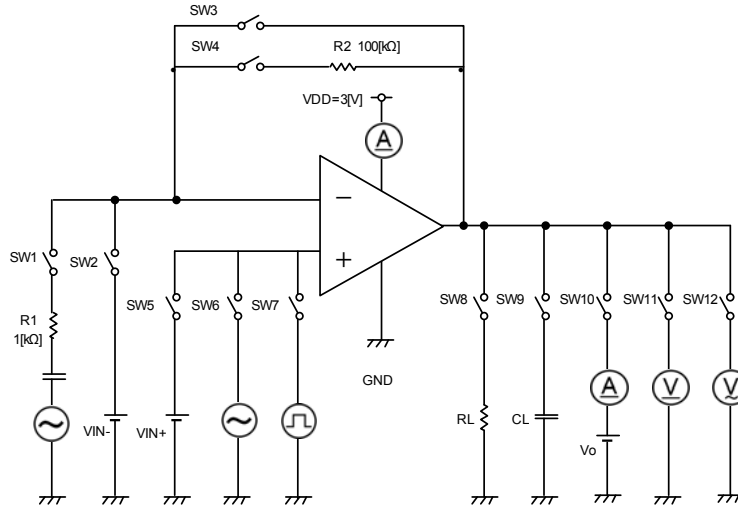 SW3
SW4
R2 100[kΩ]
VDD=3[V]
A
−
+
SW1
SW2
SW5
SW6
SW7
SW8
SW9
SW10
SW11
SW12
R1
1[kΩ]
GND
A
V
V
VIN-
VIN+
RL
CL
Vo